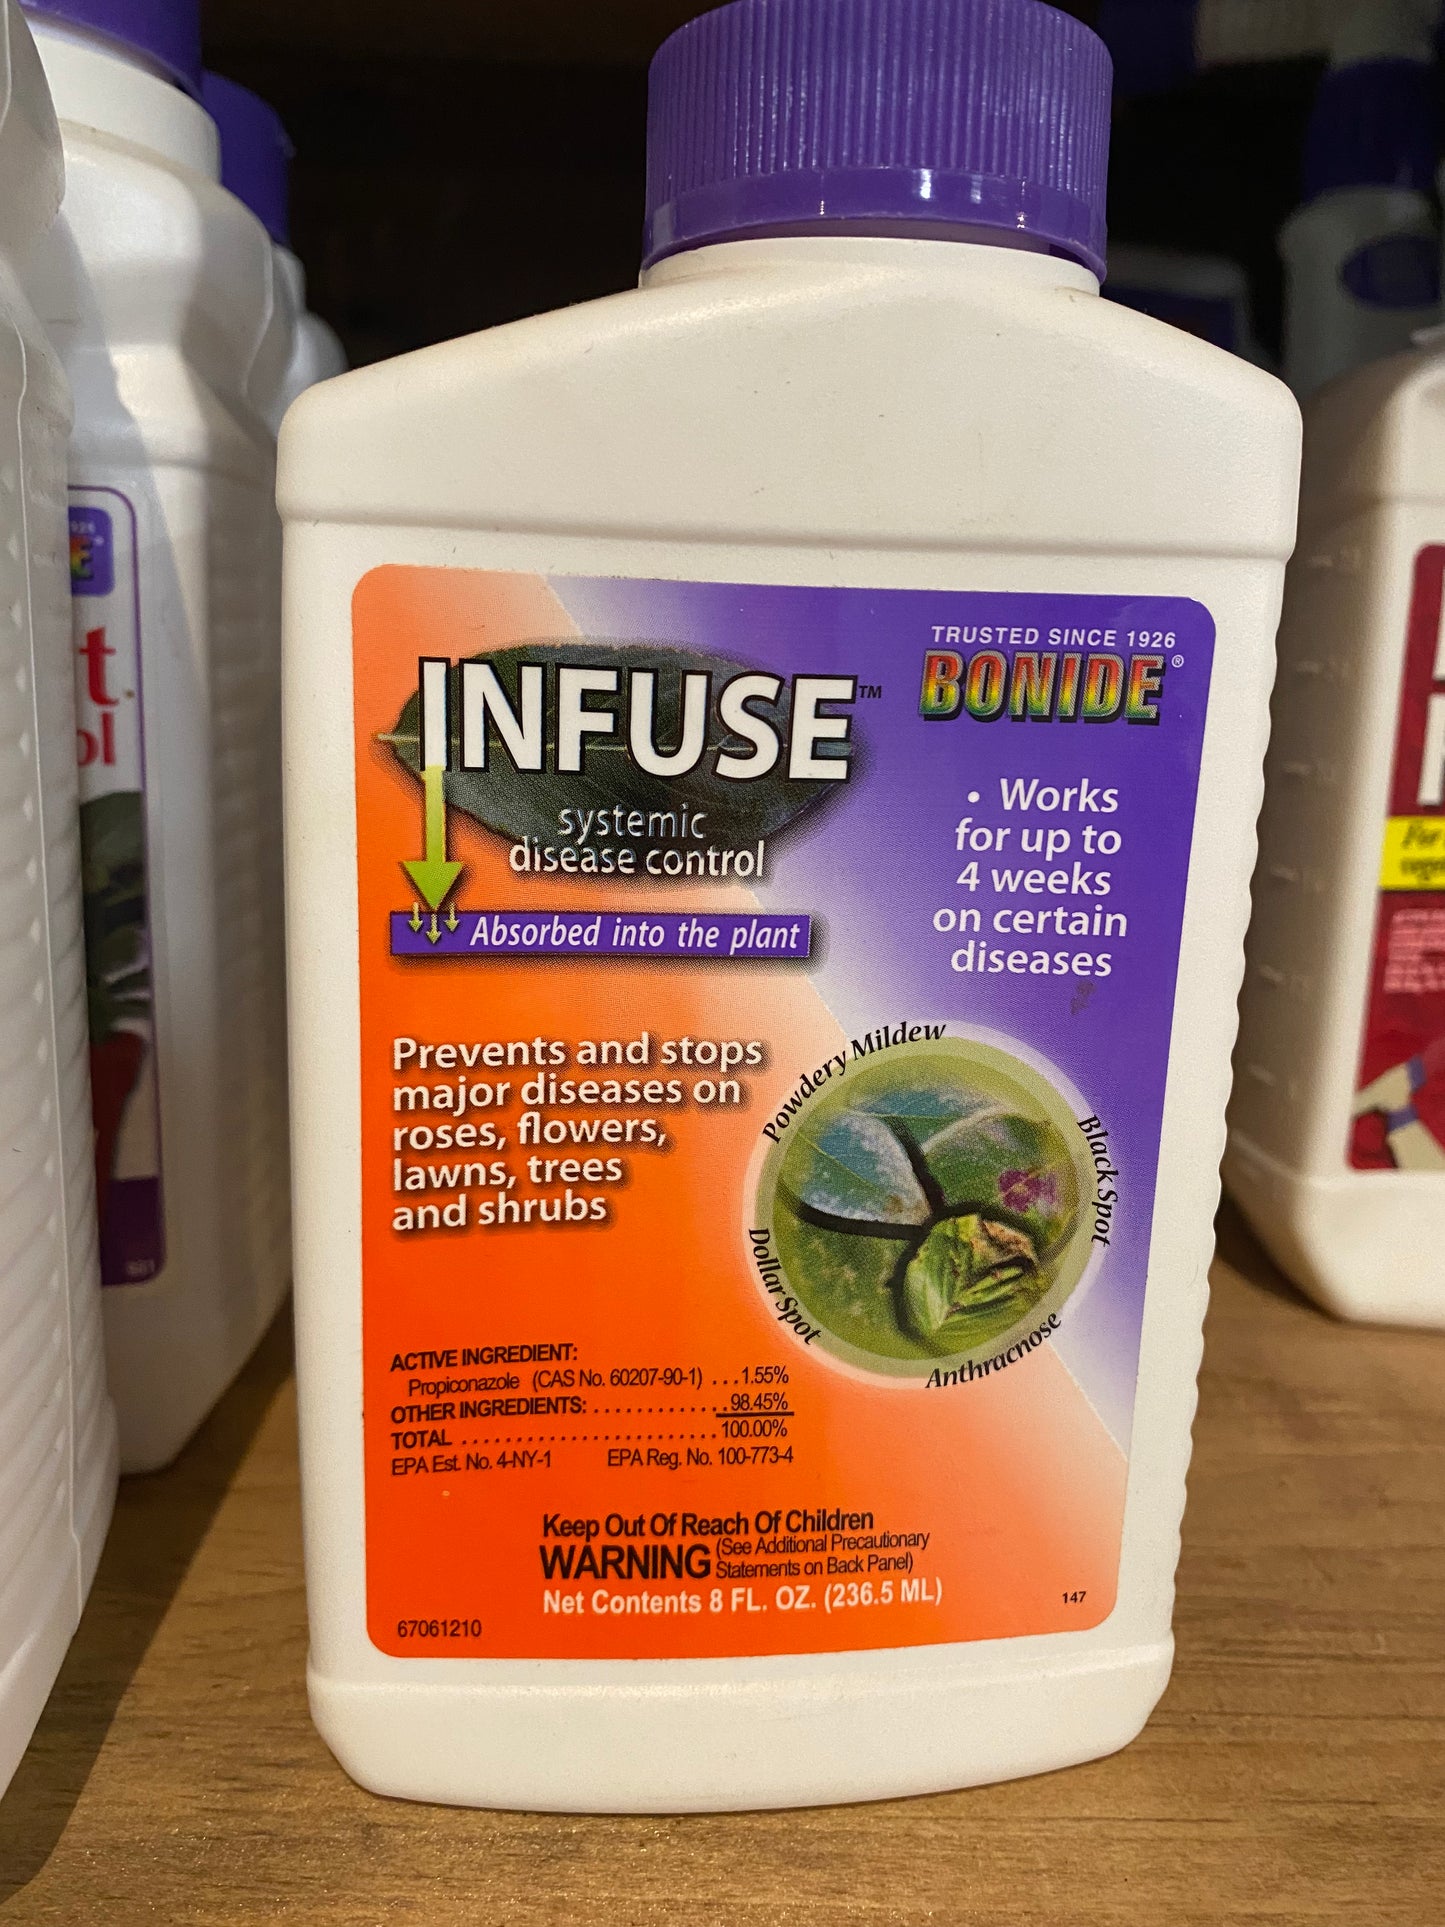 INFUSE™
systemic
disease control
Absorbed into the plant
TRUSTED SINCE 1926
BONIDE®
• Works
for up to
4 weeks
on certain
diseases
Prevents and stops
major diseases on
roses, flowers,
lawns, trees
and shrubs
Powdery Mildew
Black Spot
Dollar Spot
Anthracnose
ACTIVE INGREDIENT:
Propiconazole (CAS No. 60207-90-1) ...1.55%
OTHER INGREDIENTS: ..............98.45%
TOTAL ..........................100.00%
EPA Est. No. 4-NY-1 EPA Reg. No. 100-773-4
Keep Out Of Reach Of Children
WARNING (See Additional Precautionary
Statements on Back Panel)
Net Contents 8 FL. OZ. (236.5 ML)
67061210
147